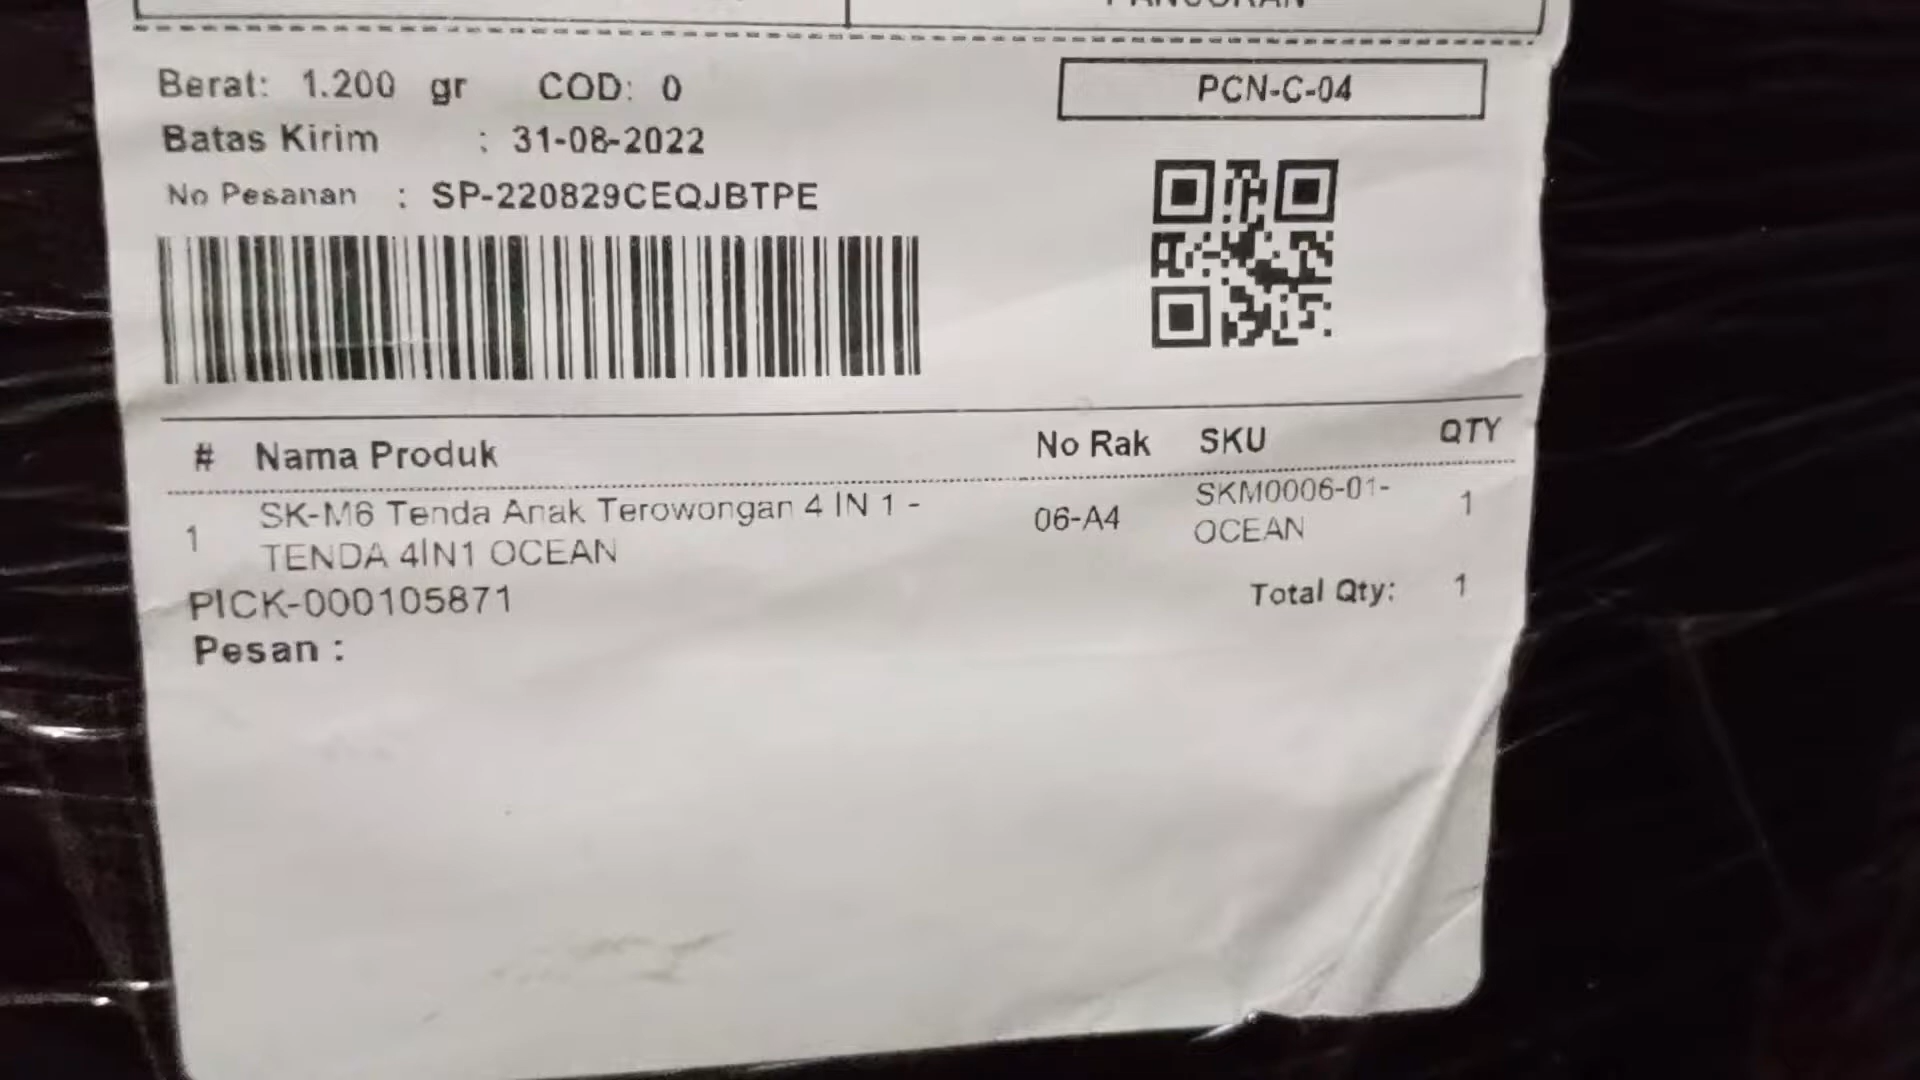 Berat: 1.200 gr COD: 0
PCN-C-04
Batas Kirim : 31-08-2022
No Pesanan : SP-220829CEQJBTPE
# Nama Produk No Rak SKU QTY
1 SK-M6 Tenda Anak Terowongan 4 IN 1 - 06-A4 SKM0006-01- 1
TENDA 4IN1 OCEAN OCEAN
PICK-000105871 Total Qty: 1
Pesan :